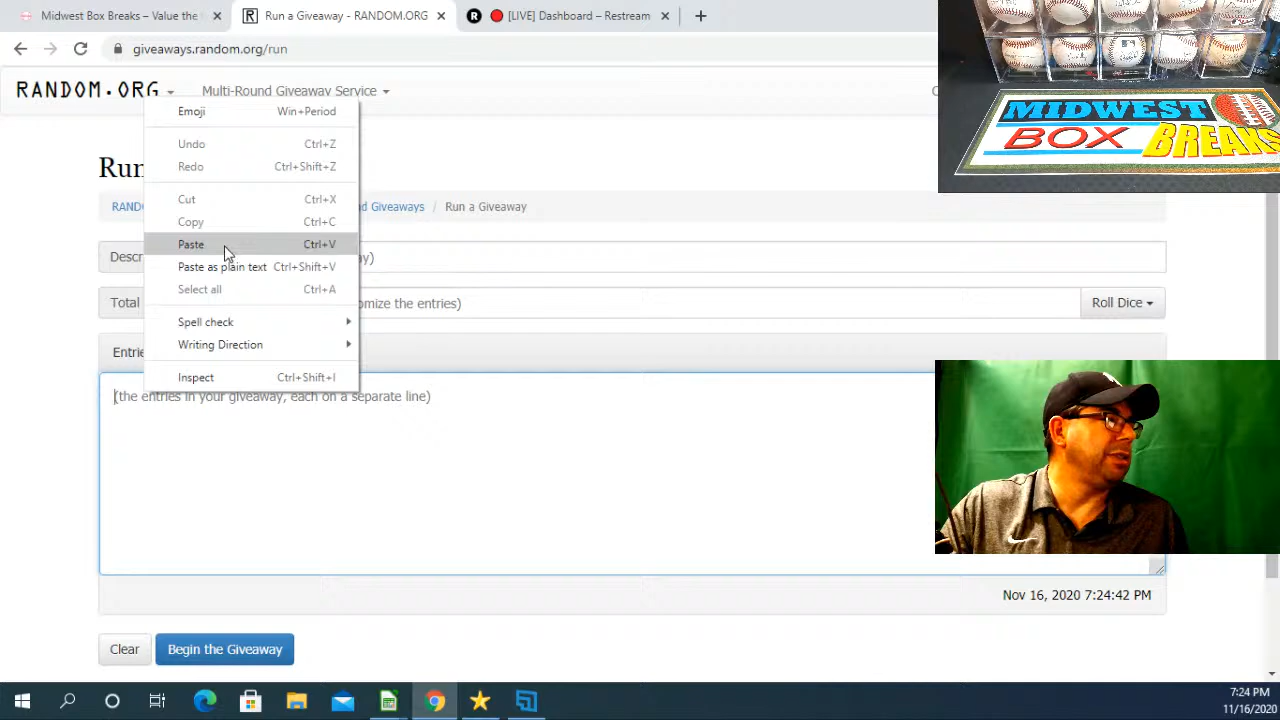 Midwest Box Breaks – Value the
Run a Giveaway - RANDOM.ORG
[LIVE] Dashboard – Restream
giveaways.random.org/run
RANDOM.ORG
Multi-Round Giveaway Service
Emoji Win+Period
Undo Ctrl+Z
Redo Ctrl+Shift+Z
Cut Ctrl+X
Copy Ctrl+C
Paste Ctrl+V
Paste as plain text Ctrl+Shift+V
Select all Ctrl+A
Spell check
Writing Direction
Inspect Ctrl+Shift+I
Run
RAND
d Giveaways / Run a Giveaway
Descr
ay)
Total
omize the entries)
Roll Dice
Entrie
(the entries in your giveaway, each on a separate line)
Nov 16, 2020 7:24:42 PM
Clear
Begin the Giveaway
MIDWEST
BOX BREAKS
7:24 PM
11/16/2020